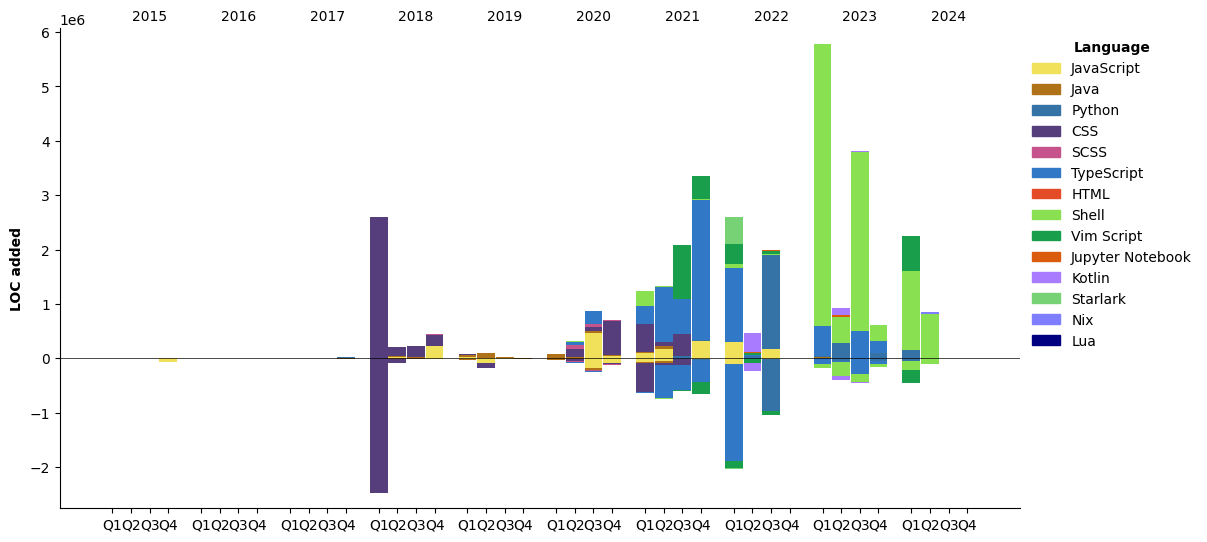 1e6
2015 2016 2017 2018 2019 2020 2021 2022 2023 2024
LOC added
6
5
4
3
2
1
0
−1
−2
Q1Q2Q3Q4 Q1Q2Q3Q4 Q1Q2Q3Q4 Q1Q2Q3Q4 Q1Q2Q3Q4 Q1Q2Q3Q4 Q1Q2Q3Q4 Q1Q2Q3Q4 Q1Q2Q3Q4 Q1Q2Q3Q4
Language
JavaScript
Java
Python
CSS
SCSS
TypeScript
HTML
Shell
Vim Script
Jupyter Notebook
Kotlin
Starlark
Nix
Lua